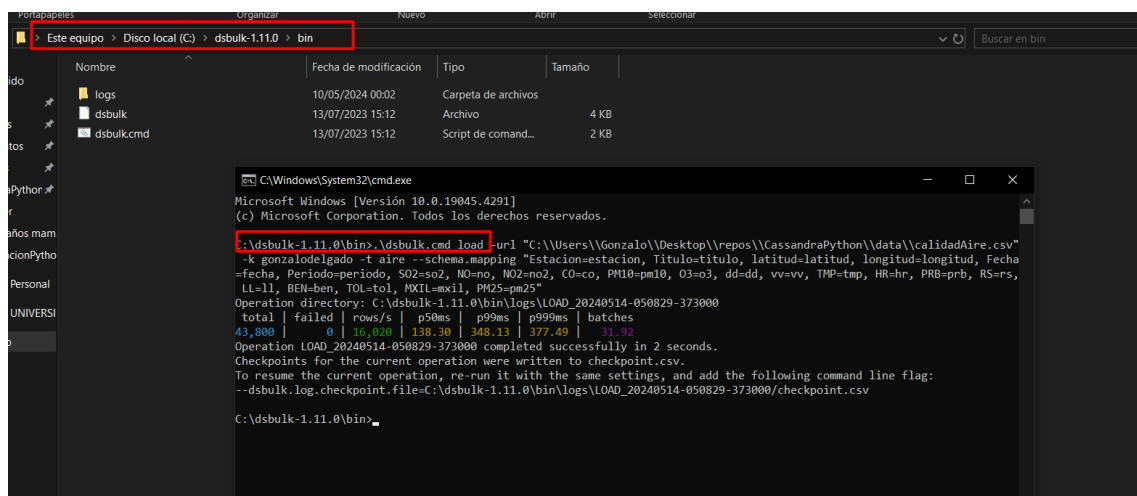 Portapapeles Organizar Nuevo Abrir Seleccionar
Este equipo > Disco local (C:) > dsbulk-1.11.0 > bin
Buscar en bin
Nombre Fecha de modificación Tipo Tamaño
ido
logs 10/05/2024 00:02 Carpeta de archivos
dsbulk 13/07/2023 15:12 Archivo 4 KB
s
dsbulk.cmd 13/07/2023 15:12 Script de comand... 2 KB
tos
aPython
r
años mam
cionPytho
Personal
UNIVERSI
C:\Windows\System32\cmd.exe
Microsoft Windows [Versión 10.0.19045.4291]
(c) Microsoft Corporation. Todos los derechos reservados.
C:\dsbulk-1.11.0\bin>.\dsbulk.cmd load -url "C:\\Users\\Gonzalo\\Desktop\\repos\\CassandraPython\\data\\calidadAire.csv"
-k gonzalodelgado -t aire --schema.mapping "Estacion=estacion, Titulo=titulo, latitud=latitud, longitud=longitud, Fecha
=fecha, Periodo=periodo, SO2=so2, NO=no, NO2=no2, CO=co, PM10=pm10, O3=o3, dd=dd, vv=vv, TMP=tmp, HR=hr, PRB=prb, RS=rs,
LL=ll, BEN=ben, TOL=tol, MXIL=mxil, PM25=pm25"
Operation directory: C:\dsbulk-1.11.0\bin\logs\LOAD_20240514-050829-373000
total | failed | rows/s | p50ms | p99ms | p999ms | batches
43,800 | 0 | 16,020 | 138.30 | 348.13 | 377.49 | 31.92
Operation LOAD_20240514-050829-373000 completed successfully in 2 seconds.
Checkpoints for the current operation were written to checkpoint.csv.
To resume the current operation, re-run it with the same settings, and add the following command line flag:
--dsbulk.log.checkpoint.file=C:\dsbulk-1.11.0\bin\logs\LOAD_20240514-050829-373000/checkpoint.csv
C:\dsbulk-1.11.0\bin>